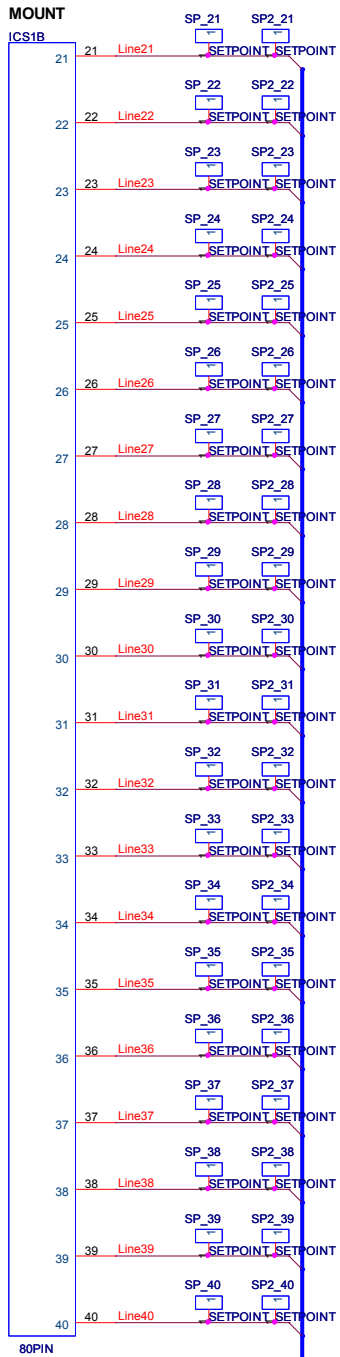 MOUNT
ICS1B
SP_21 SP2_21
21 21 Line21 SETPOINT SETPOINT
SP_22 SP2_22
22 22 Line22 SETPOINT SETPOINT
SP_23 SP2_23
23 23 Line23 SETPOINT SETPOINT
SP_24 SP2_24
24 24 Line24 SETPOINT SETPOINT
SP_25 SP2_25
25 25 Line25 SETPOINT SETPOINT
SP_26 SP2_26
26 26 Line26 SETPOINT SETPOINT
SP_27 SP2_27
27 27 Line27 SETPOINT SETPOINT
SP_28 SP2_28
28 28 Line28 SETPOINT SETPOINT
SP_29 SP2_29
29 29 Line29 SETPOINT SETPOINT
SP_30 SP2_30
30 30 Line30 SETPOINT SETPOINT
SP_31 SP2_31
31 31 Line31 SETPOINT SETPOINT
SP_32 SP2_32
32 32 Line32 SETPOINT SETPOINT
SP_33 SP2_33
33 33 Line33 SETPOINT SETPOINT
SP_34 SP2_34
34 34 Line34 SETPOINT SETPOINT
SP_35 SP2_35
35 35 Line35 SETPOINT SETPOINT
SP_36 SP2_36
36 36 Line36 SETPOINT SETPOINT
SP_37 SP2_37
37 37 Line37 SETPOINT SETPOINT
SP_38 SP2_38
38 38 Line38 SETPOINT SETPOINT
SP_39 SP2_39
39 39 Line39 SETPOINT SETPOINT
SP_40 SP2_40
40 40 Line40 SETPOINT SETPOINT
80PIN